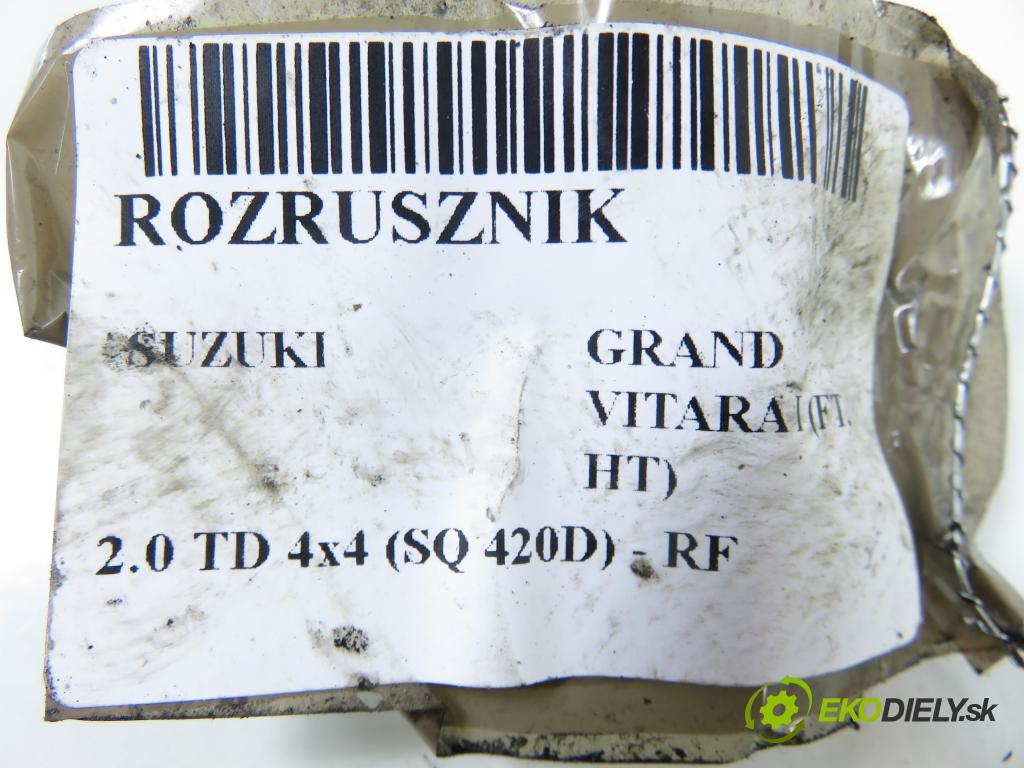 ROZRUSZNIK
SUZUKI
GRAND
VITARA I (FT,
HT)
2.0 TD 4x4 (SQ 420D) - RF
EKODIELY.sk